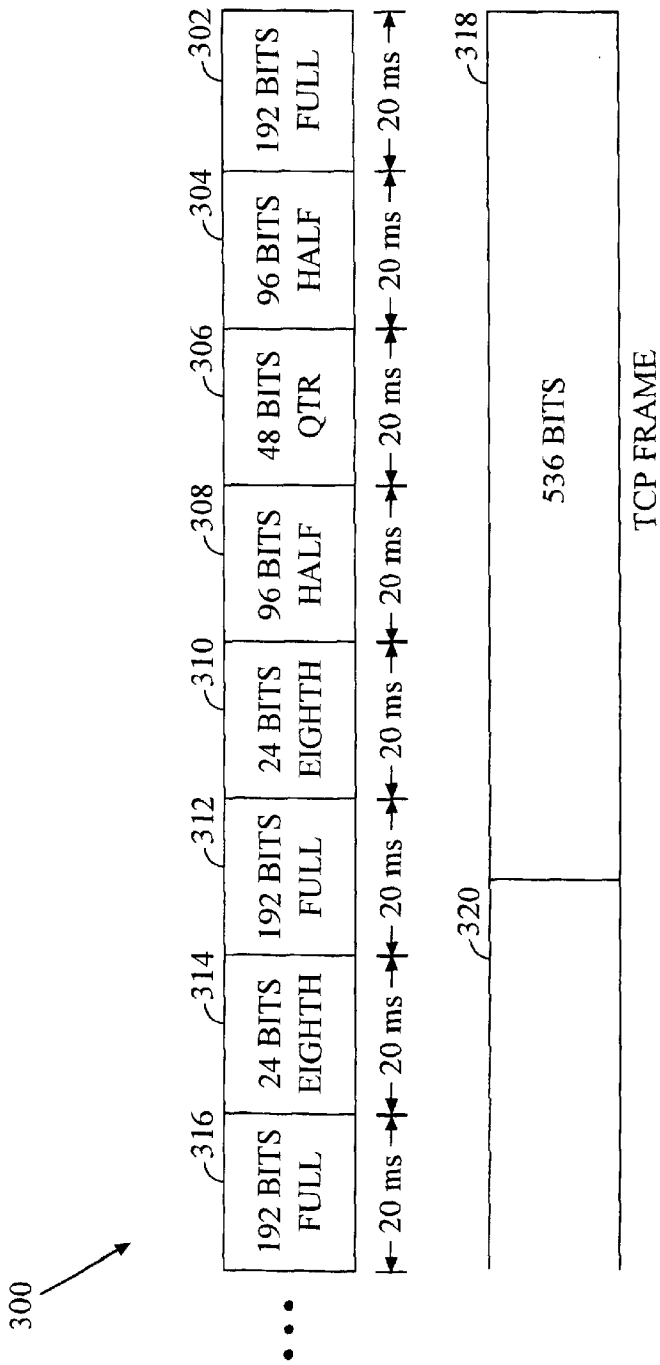 300
316
314
312
310
308
306
304
302
192 BITS
FULL
24 BITS
EIGHTH
192 BITS
FULL
24 BITS
EIGHTH
96 BITS
HALF
48 BITS
QTR
96 BITS
HALF
192 BITS
FULL
20 ms
20 ms
20 ms
20 ms
20 ms
20 ms
20 ms
20 ms
320
318
536 BITS
TCP FRAME